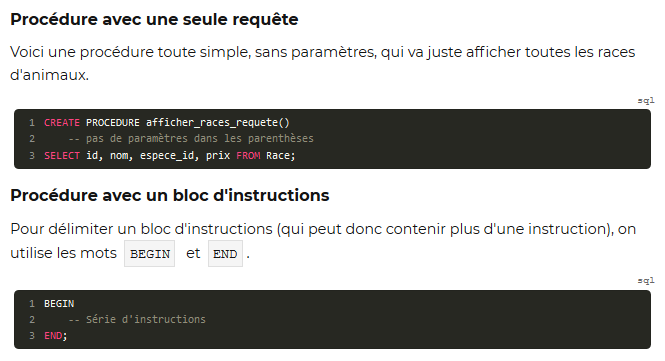 Procédure avec une seule requête
Voici une procédure toute simple, sans paramètres, qui va juste afficher toutes les races
d'animaux.
sql
1 CREATE PROCEDURE afficher_races_requete()
2     -- pas de paramètres dans les parenthèses
3 SELECT id, nom, espece_id, prix FROM Race;
Procédure avec un bloc d'instructions
Pour délimiter un bloc d'instructions (qui peut donc contenir plus d'une instruction), on
utilise les mots BEGIN et END .
sql
1 BEGIN
2     -- Série d'instructions
3 END;